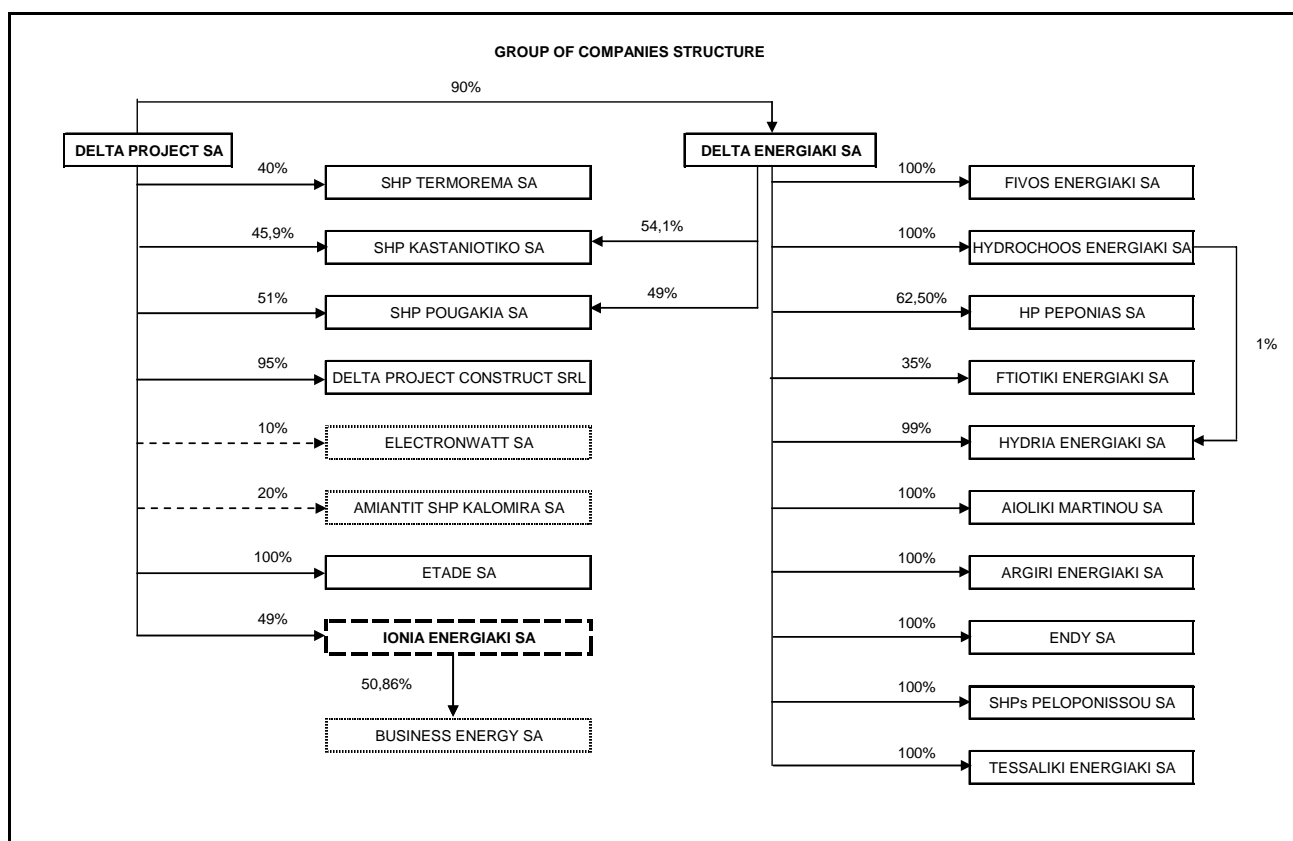 GROUP OF COMPANIES STRUCTURE
90%
DELTA PROJECT SA
DELTA ENERGIAKI SA
40%
SHP TERMOREMA SA
100%
FIVOS ENERGIAKI SA
45,9%
SHP KASTANIOTIKO SA
54,1%
100%
HYDROCHOOS ENERGIAKI SA
51%
SHP POUGAKIA SA
49%
62,50%
HP PEPONIAS SA
1%
95%
DELTA PROJECT CONSTRUCT SRL
35%
FTIOTIKI ENERGIAKI SA
10%
ELECTRONWATT SA
99%
HYDRIA ENERGIAKI SA
20%
AMIANTIT SHP KALOMIRA SA
100%
AIOLIKI MARTINOU SA
100%
ETADE SA
100%
ARGIRI ENERGIAKI SA
49%
IONIA ENERGIAKI SA
100%
ENDY SA
50,86%
100%
SHPs PELOPONISSOU SA
BUSINESS ENERGY SA
100%
TESSALIKI ENERGIAKI SA